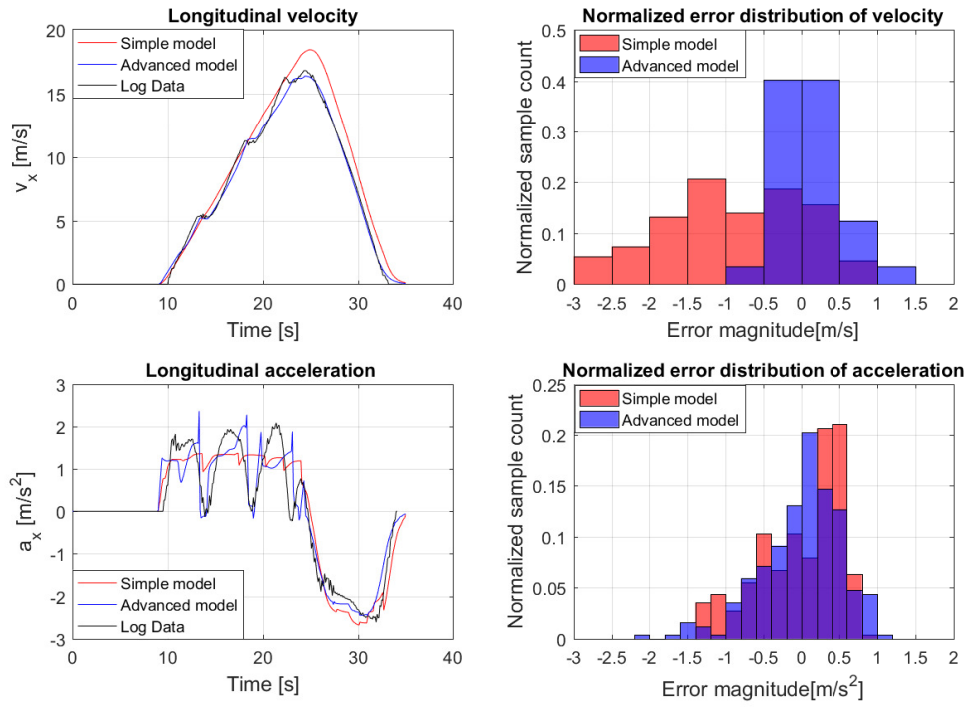 Longitudinal velocity
20
15
10
5
0
v_x [m/s]
Simple model
Advanced model
Log Data
0 10 20 30 40
Time [s]
Normalized error distribution of velocity
0.5
0.4
0.3
0.2
0.1
0
Normalized sample count
Simple model
Advanced model
-3 -2.5 -2 -1.5 -1 -0.5 0 0.5 1 1.5 2
Error magnitude[m/s]
Longitudinal acceleration
3
2
1
0
-1
-2
-3
a_x [m/s^2]
Simple model
Advanced model
Log Data
0 10 20 30 40
Time [s]
Normalized error distribution of acceleration
0.25
0.2
0.15
0.1
0.05
0
Normalized sample count
Simple model
Advanced model
-3 -2.5 -2 -1.5 -1 -0.5 0 0.5 1 1.5 2
Error magnitude[m/s^2]